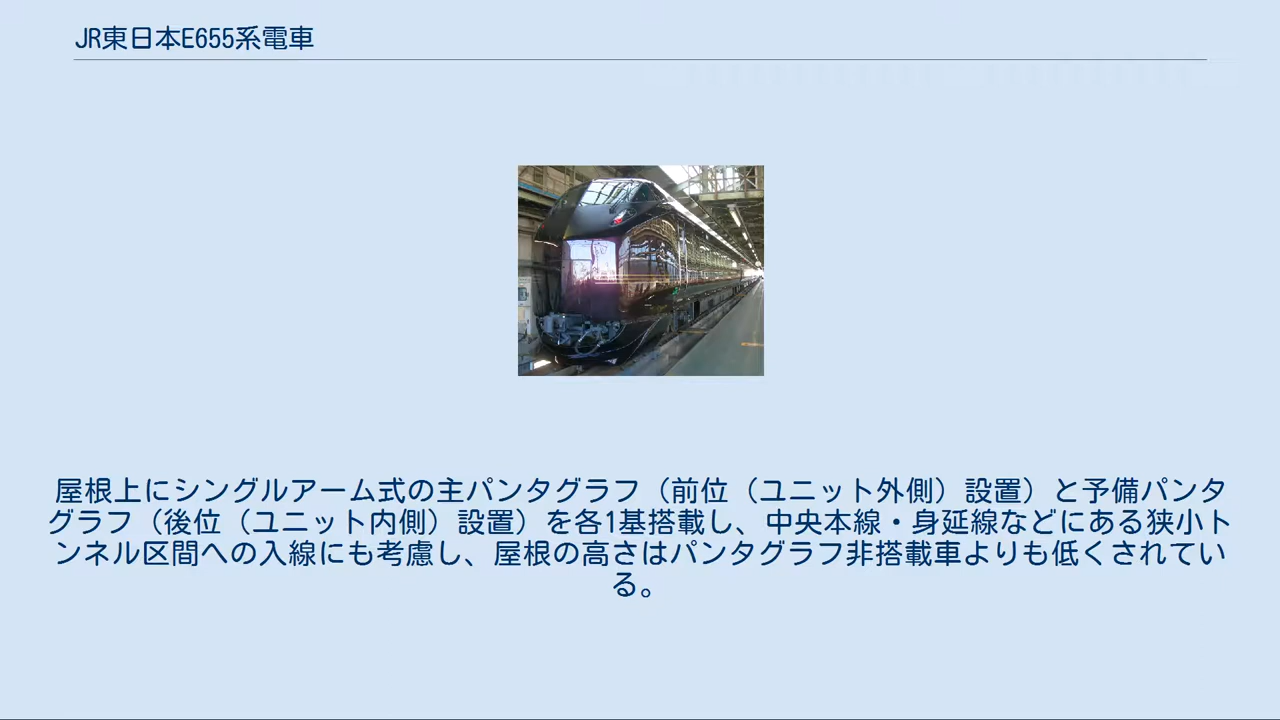 JR東日本E655系電車
屋根上にシングルアーム式の主パンタグラフ（前位（ユニット外側）設置）と予備パンタ
グラフ（後位（ユニット内側）設置）を各1基搭載し、中央本線・身延線などにある狭小ト
ンネル区間への入線にも考慮し、屋根の高さはパンタグラフ非搭載車よりも低くされてい
る。